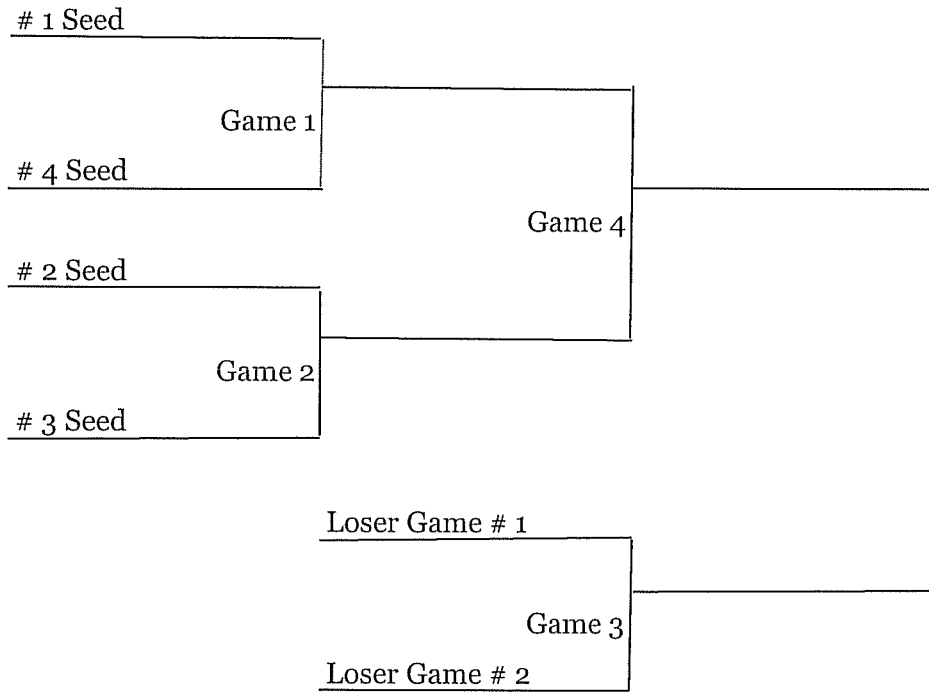 # 1 Seed
Game 1
# 4 Seed
Game 4
# 2 Seed
Game 2
# 3 Seed
Loser Game # 1
Game 3
Loser Game # 2